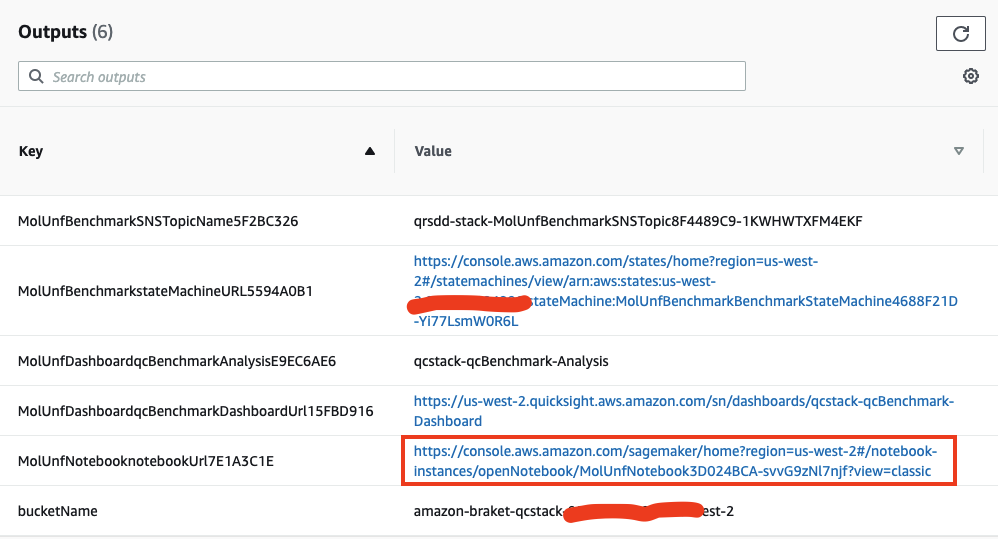 Outputs (6)
Search outputs
Key Value
MolUnfBenchmarkSNSTopicName5F2BC326 qrsdd-stack-MolUnfBenchmarkSNSTopic8F4489C9-1KWHWTXFM4EKF
https://console.aws.amazon.com/states/home?region=us-west-
2#/statemachines/view/arn:aws:states:us-west-
MolUnfBenchmarkstateMachineURL5594A0B1
stateMachine:MolUnfBenchmarkBenchmarkStateMachine4688F21D
-Yi77LsmW0R6L
MolUnfDashboardqcBenchmarkAnalysisE9EC6AE6 qcstack-qcBenchmark-Analysis
MolUnfDashboardqcBenchmarkDashboardUrl15FBD916 https://us-west-2.quicksight.aws.amazon.com/sn/dashboards/qcstack-qcBenchmark-
Dashboard
MolUnfNotebooknotebookUrl7E1A3C1E https://console.aws.amazon.com/sagemaker/home?region=us-west-2#/notebook-
instances/openNotebook/MolUnfNotebook3D024BCA-svvG9zNl7njf?view=classic
bucketName amazon-braket-qcstack- est-2